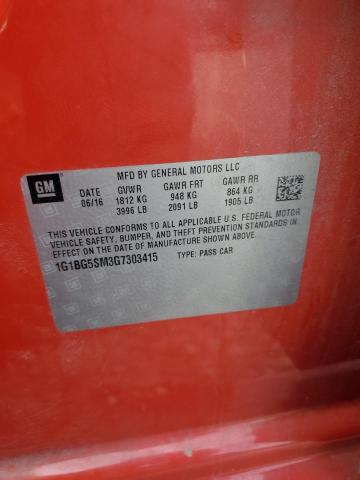 MFD BY GENERAL MOTORS LLC
GM DATE GVWR GAWR FRT GAWR RR
06/16 1812 KG 948 KG 864 KG
3996 LB 2091 LB 1905 LB
THIS VEHICLE CONFORMS TO ALL APPLICABLE U.S. FEDERAL MOTOR
VEHICLE SAFETY, BUMPER, AND THEFT PREVENTION STANDARDS IN
EFFECT ON THE DATE OF MANUFACTURE SHOWN ABOVE.
1G1BG5SM3G7303415 TYPE: PASS CAR